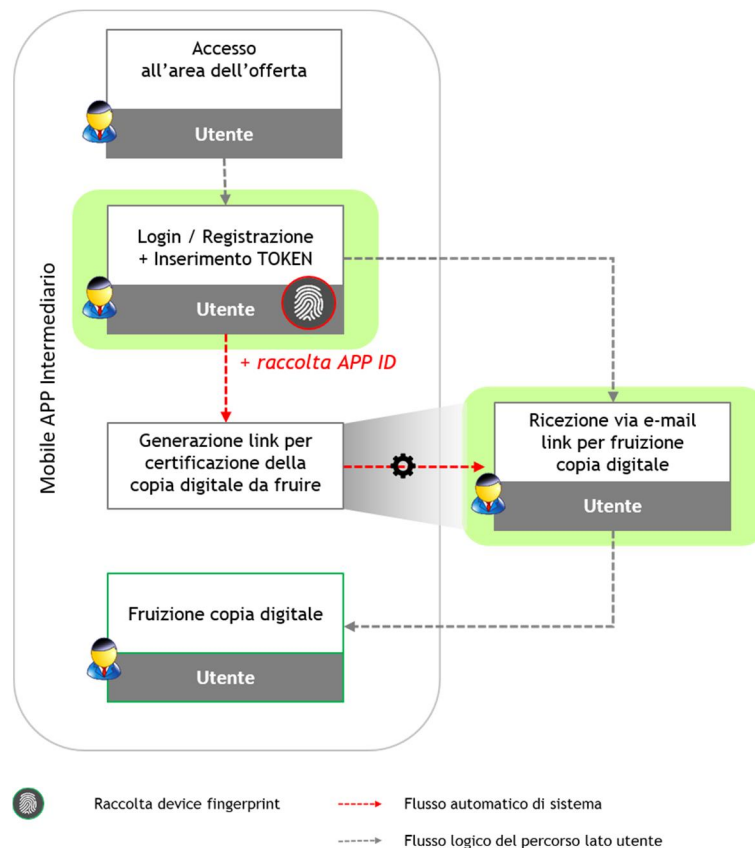 Accesso
all'area dell'offerta
Utente
Login / Registrazione
+ Inserimento TOKEN
Utente
+ raccolta APP ID
Mobile APP Intermediario
Generazione link per
certificazione della
copia digitale da fruire
Ricezione via e-mail
link per fruizione
copia digitale
Utente
Fruizione copia digitale
Utente
Raccolta device fingerprint
Flusso automatico di sistema
Flusso logico del percorso lato utente